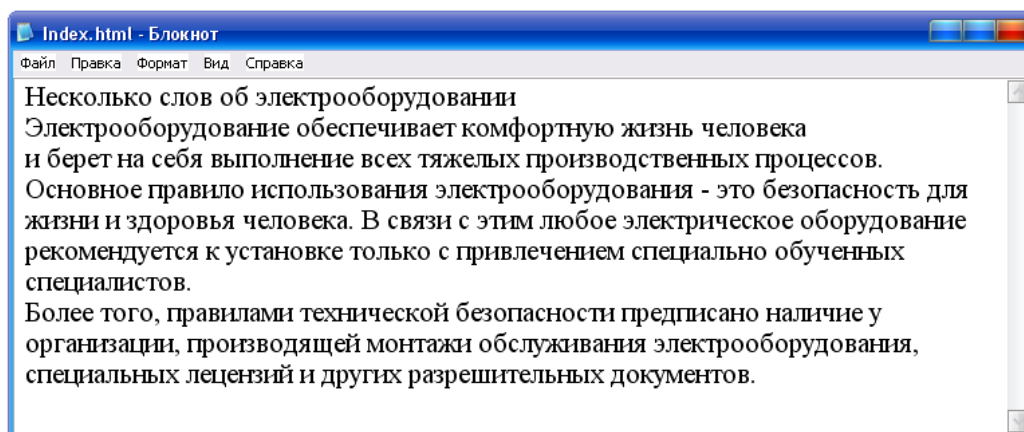 Index.html - Блокнот
Файл Правка Формат Вид Справка
Несколько слов об электрооборудовании
Электрооборудование обеспечивает комфортную жизнь человека
и берет на себя выполнение всех тяжелых производственных процессов.
Основное правило использования электрооборудования - это безопасность для
жизни и здоровья человека. В связи с этим любое электрическое оборудование
рекомендуется к установке только с привлечением специально обученных
специалистов.
Более того, правилами технической безопасности предписано наличие у
организации, производящей монтажи обслуживания электрооборудования,
специальных лецензий и других разрешительных документов.